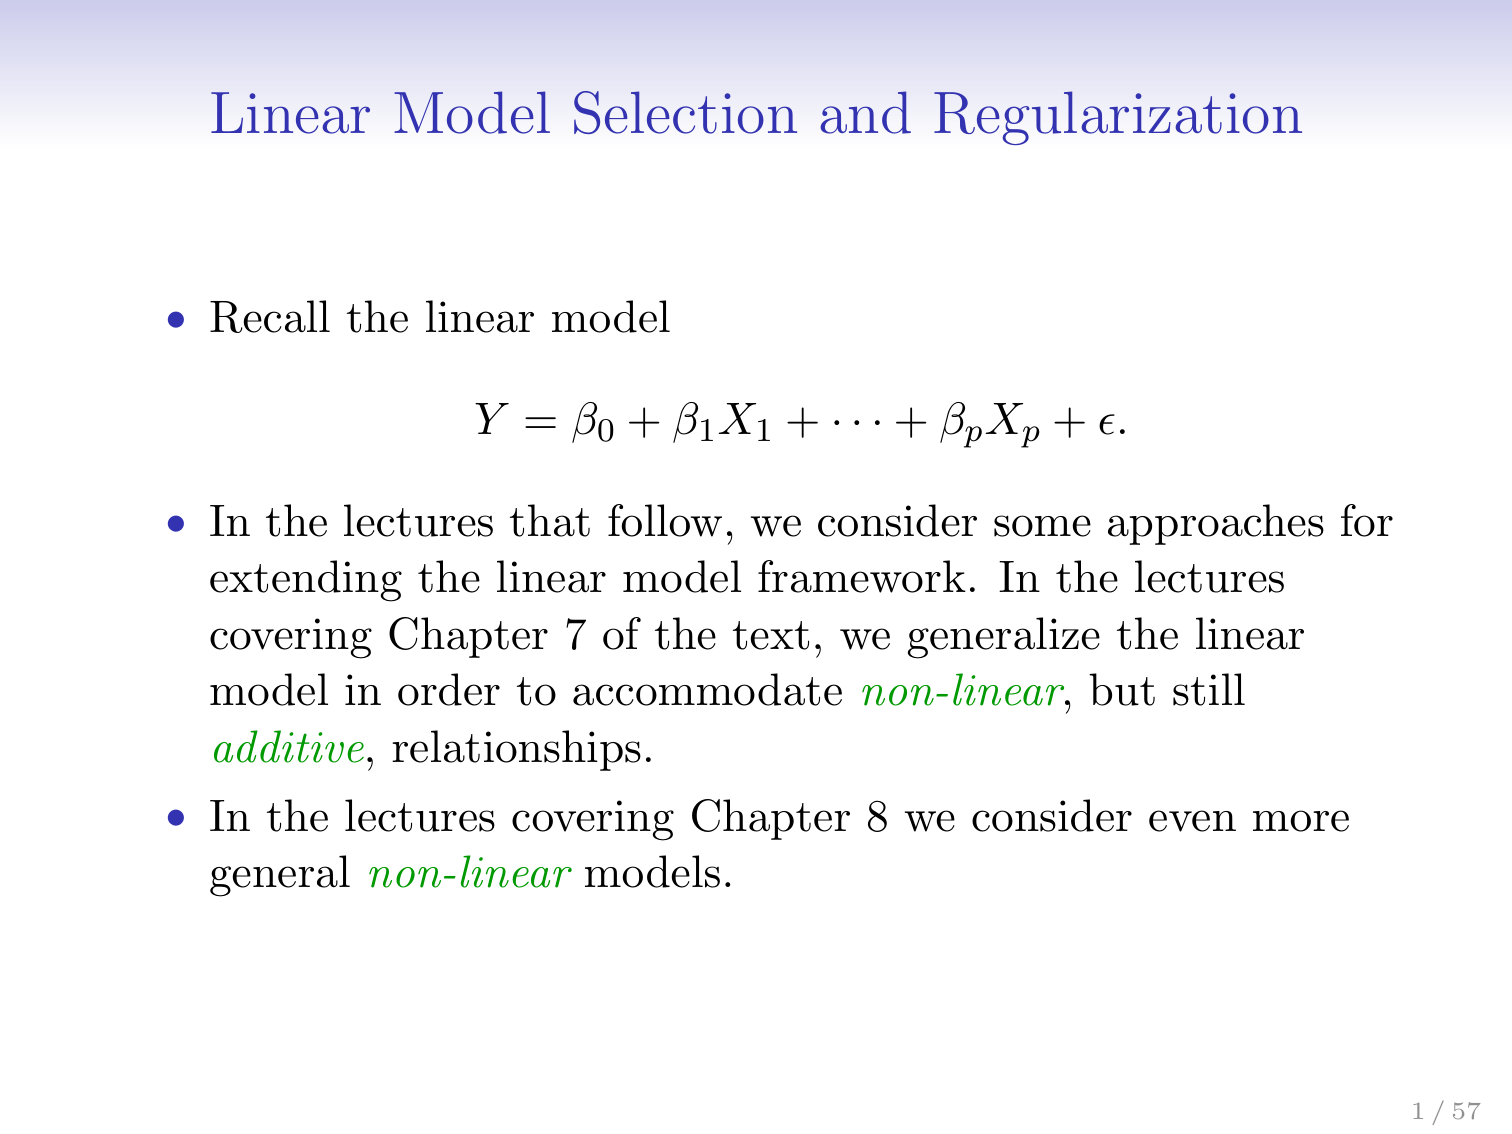 Linear Model Selection and Regularization
• Recall the linear model
Y = β₀ + β₁X₁ + · · · + βₚXₚ + ϵ.
• In the lectures that follow, we consider some approaches for
extending the linear model framework. In the lectures
covering Chapter 7 of the text, we generalize the linear
model in order to accommodate non-linear, but still
additive, relationships.
• In the lectures covering Chapter 8 we consider even more
general non-linear models.
1 / 57